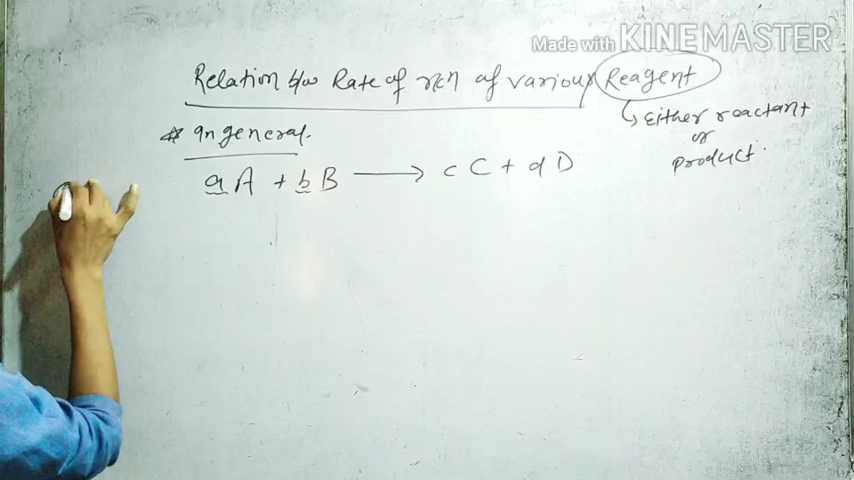 Made with KINEMASTER
Relation b/w Rate of rxn of various Reagent
↳ Either reactant
or
product.
* In general.
aA + bB ⟶ cC + dD